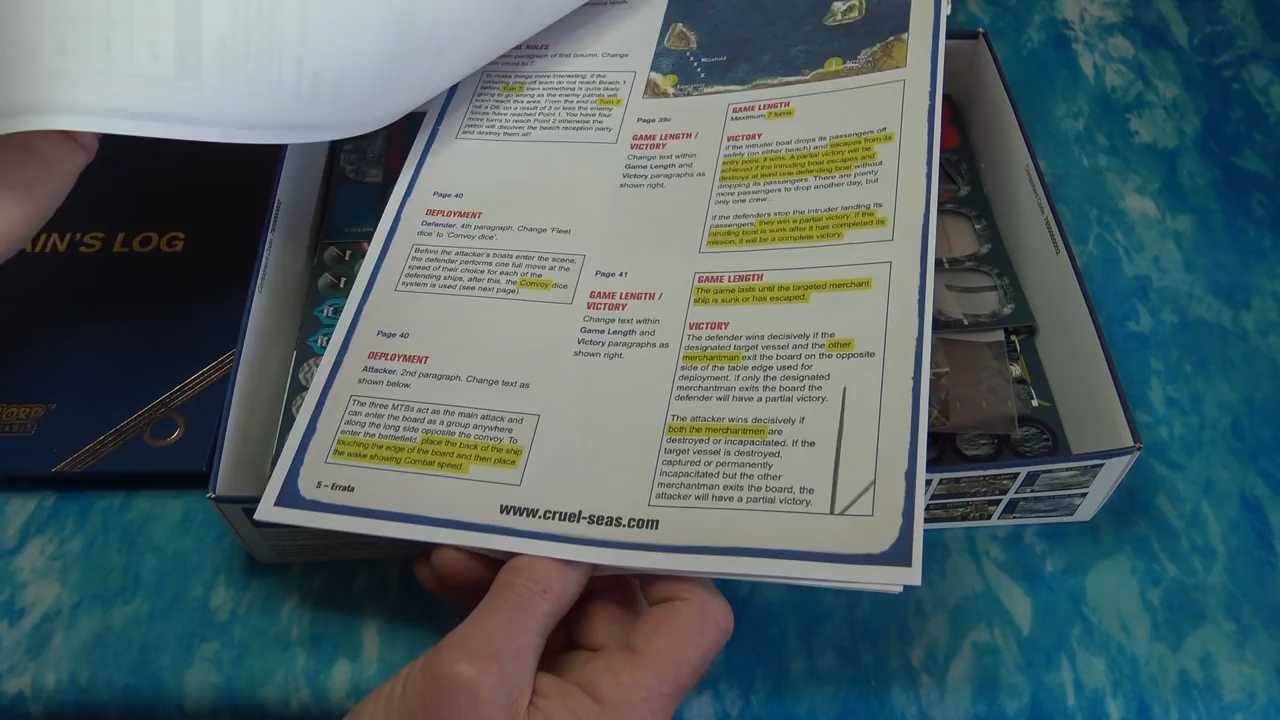 AIN'S LOG
RULES
paragraph of first column. Change
count to 7.
To make things more interesting, if the
intruding drop-off team do not reach Beach 1
before Turn 7, then something is quite likely
going to go wrong as the enemy patrols will
soon reach this area. From the end of Turn 7
roll a D6; on a result of 3 or less the enemy
forces have reached Point 1. You have four
more turns to reach Point 2 otherwise the
patrol will discover the beach reception party
and destroy them all!
Page 40
DEPLOYMENT
Defender. 4th paragraph. Change 'Fleet
dice' to 'Convoy dice'.
Before the attacker's boats enter the scene,
the defender performs one full move at the
speed of their choice for each of the
defending ships, after this, the Convoy dice
system is used (see next page).
Page 40
DEPLOYMENT
Attacker. 2nd paragraph. Change text as
shown below.
The three MTBs act as the main attack and
can enter the board as a group anywhere
along the long side opposite the convoy. To
enter the battlefield, place the back of the ship
touching the edge of the board and then place
the wake showing Combat speed.
5 – Errata
Page 39c
GAME LENGTH /
VICTORY
Change text within
Game Length and
Victory paragraphs as
shown right.
GAME LENGTH
Maximum 7 turns.
VICTORY
If the intruder boat drops its passengers off
safely (on either beach) and escapes from its
entry point, it wins. A partial victory will be
achieved if the intruding boat escapes and
destroys at least one defending boat without
dropping its passengers. There are plenty
more passengers to drop another day, but
only one crew...
If the defenders stop the intruder landing its
passengers, they win a partial victory. If the
intruding boat is sunk after it has completed its
mission, it will be a complete victory.
Page 41
GAME LENGTH /
VICTORY
Change text within
Game Length and
Victory paragraphs as
shown right.
GAME LENGTH
The game lasts until the targeted merchant
ship is sunk or has escaped.
VICTORY
The defender wins decisively if the
designated target vessel and the other
merchantman exit the board on the opposite
side of the table edge used for
deployment. If only the designated
merchantman exits the board the
defender will have a partial victory.
The attacker wins decisively if
both the merchantmen are
destroyed or incapacitated. If the
target vessel is destroyed,
captured or permanently
incapacitated but the other
merchantman exits the board, the
attacker will have a partial victory.
www.cruel-seas.com